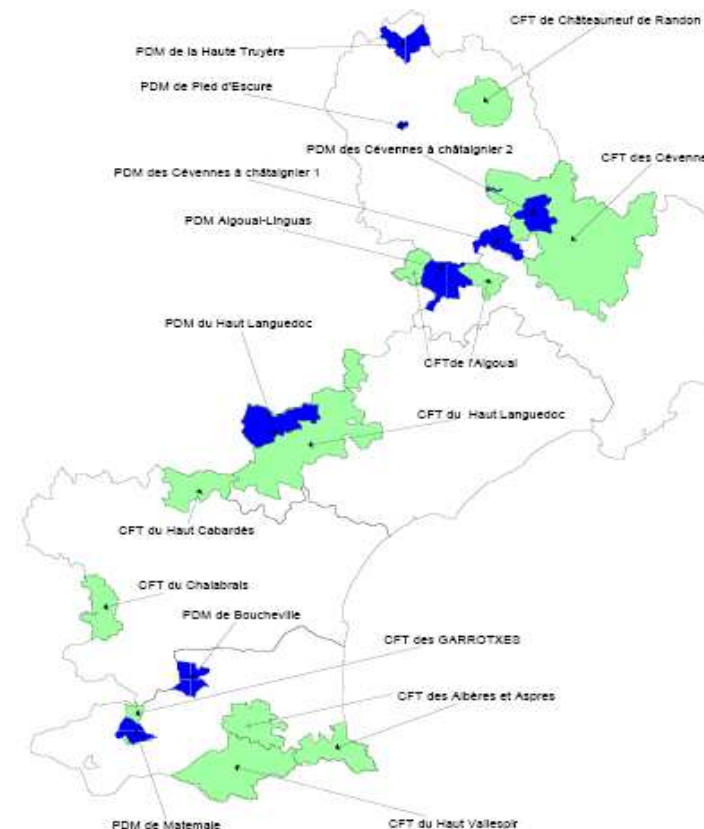 CFT de Châteauneuf de Randon
PDM de la Haute Truyère
PDM de Pied d'Escure
PDM des Cévennes à châtaignier 2
CFT des Cévenne
PDM des Cévennes à châtaignier 1
PDM Aigoual-Linguas
PDM du Haut Languedoc
CFTde l'Aigoual
CFT du Haut Languedoc
CFT du Haut Cabardès
CFT du Chalabrais
PDM de Boucheville
CFT des GARROTXES
CFT des Albères et Aspres
PDM de Matemale
CFT du Haut Vallespir